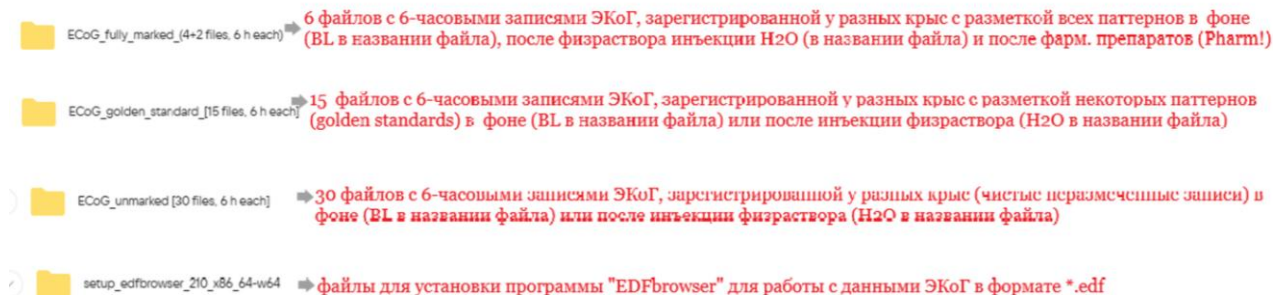 ECoG_fully_marked_(4+2 files, 6 h each)
6 файлов с 6-часовыми записями ЭКоГ, зарегистрированной у разных крыс с разметкой всех паттернов в фоне
(BL в названии файла), после физраствора инъекции H2O (в названии файла) и после фарм. препаратов (Pharm!)
ECoG_golden_standard_[15 files, 6 h each]
15 файлов с 6-часовыми записями ЭКоГ, зарегистрированной у разных крыс с разметкой некоторых паттернов
(golden standards) в фоне (BL в названии файла) или после инъекции физраствора (H2O в названии файла)
ECoG_unmarked [30 files, 6 h each]
30 файлов с 6-часовыми записями ЭКоГ, зарегистрированной у разных крыс (чистые неразмеченные записи) в
фоне (BL в названии файла) или после инъекции физраствора (H2O в названии файла)
setup_edfbrowser_210_x86_64-w64
файлы для установки программы "EDFbrowser" для работы с данными ЭКоГ в формате *.edf